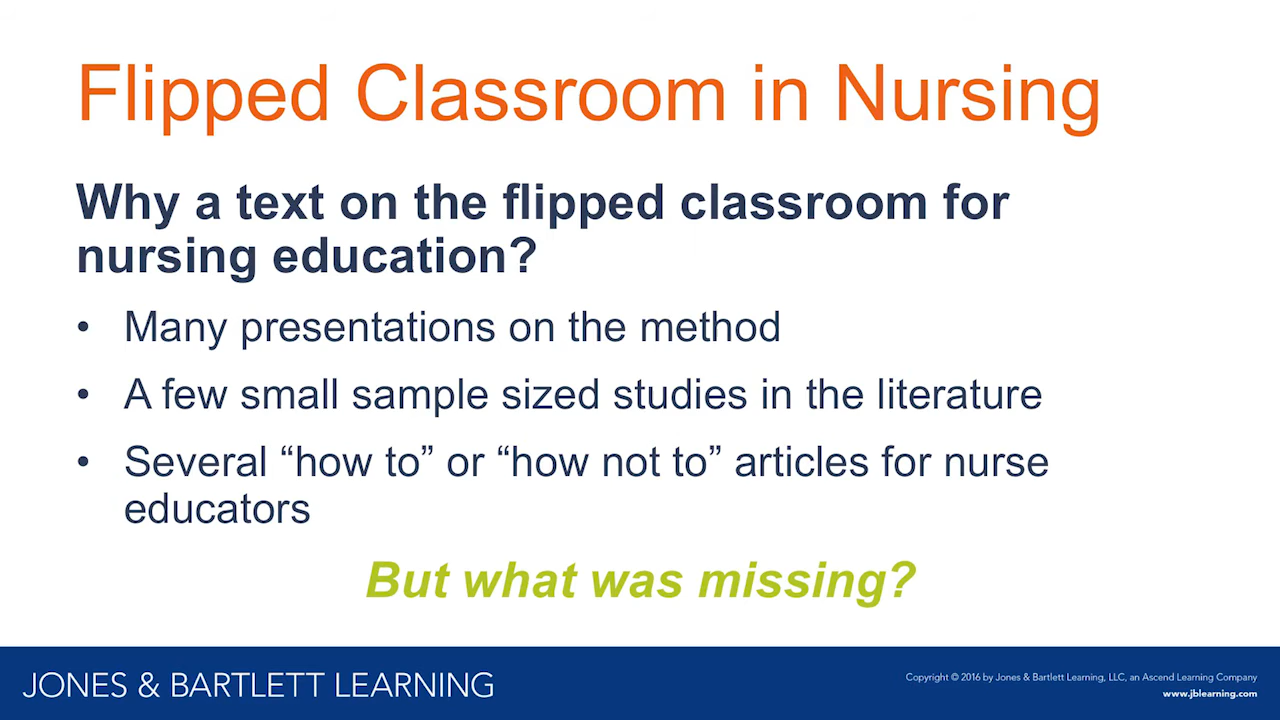 Flipped Classroom in Nursing
Why a text on the flipped classroom for
nursing education?
• Many presentations on the method
• A few small sample sized studies in the literature
• Several “how to” or “how not to” articles for nurse
educators
But what was missing?
JONES & BARTLETT LEARNING
Copyright © 2016 by Jones & Bartlett Learning, LLC, an Ascend Learning Company
www.jblearning.com